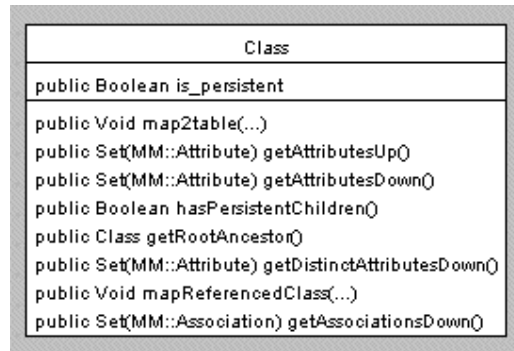 Class
public Boolean is_persistent
public Void map2table(...)
public Set(MM::Attribute) getAttributesUp()
public Set(MM::Attribute) getAttributesDown()
public Boolean hasPersistentChildren()
public Class getRootAncestor()
public Set(MM::Attribute) getDistinctAttributesDown()
public Void mapReferencedClass(...)
public Set(MM::Association) getAssociationsDown()